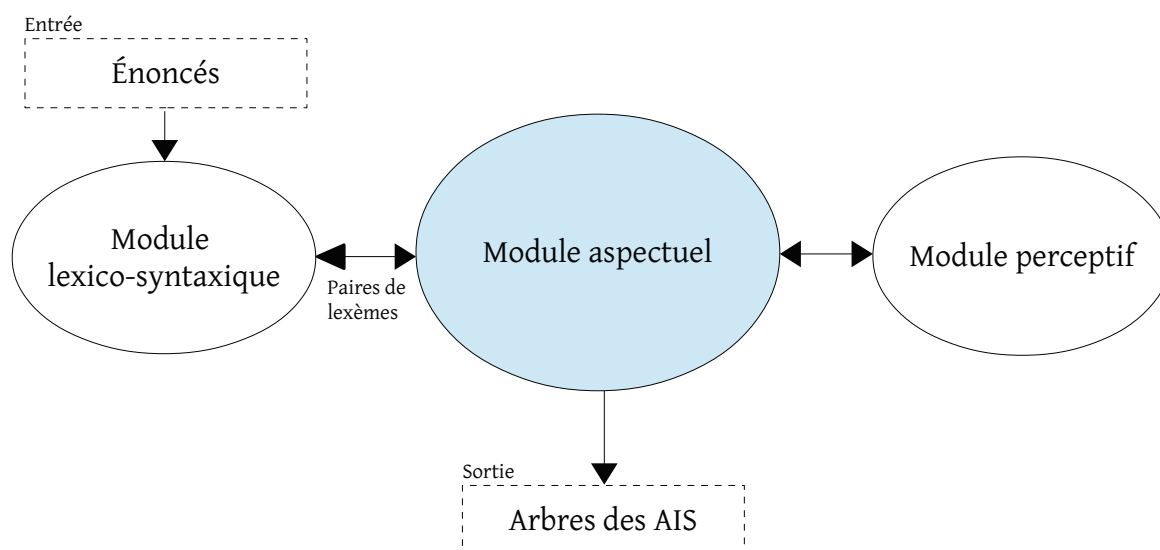 Entrée
Énoncés
Module
lexico-syntaxique
Paires de
lexèmes
Module aspectuel
Module perceptif
Sortie
Arbres des AIS